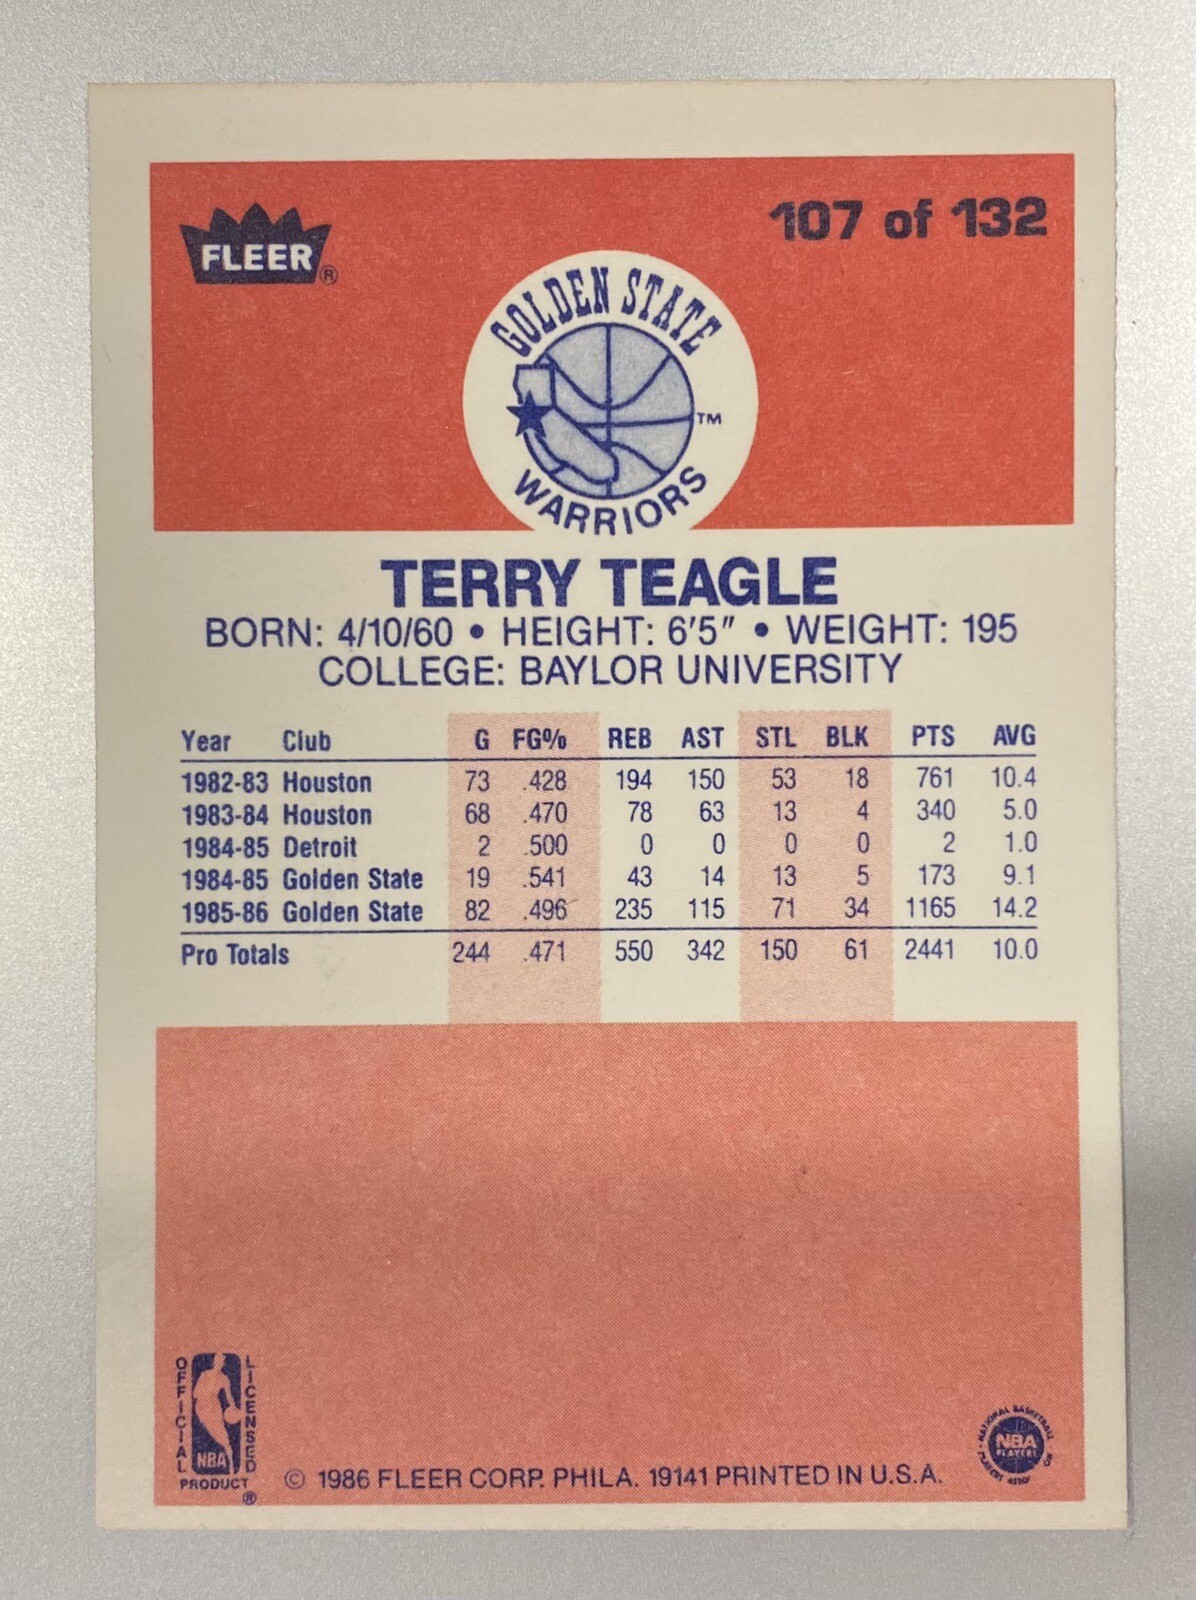 FLEER®
107 of 132
GOLDEN STATE
WARRIORS
TM
TERRY TEAGLE
BORN: 4/10/60 • HEIGHT: 6'5" • WEIGHT: 195
COLLEGE: BAYLOR UNIVERSITY
Year Club G FG% REB AST STL BLK PTS AVG
1982-83 Houston 73 .428 194 150 53 18 761 10.4
1983-84 Houston 68 .470 78 63 13 4 340 5.0
1984-85 Detroit 2 .500 0 0 0 0 2 1.0
1984-85 Golden State 19 .541 43 14 13 5 173 9.1
1985-86 Golden State 82 .496 235 115 71 34 1165 14.2
Pro Totals 244 .471 550 342 150 61 2441 10.0
OFFICIAL LICENSED
NBA
PRODUCT ®
© 1986 FLEER CORP. PHILA. 19141 PRINTED IN U.S.A.
NATIONAL BASKETBALL
NBA
PLAYERS